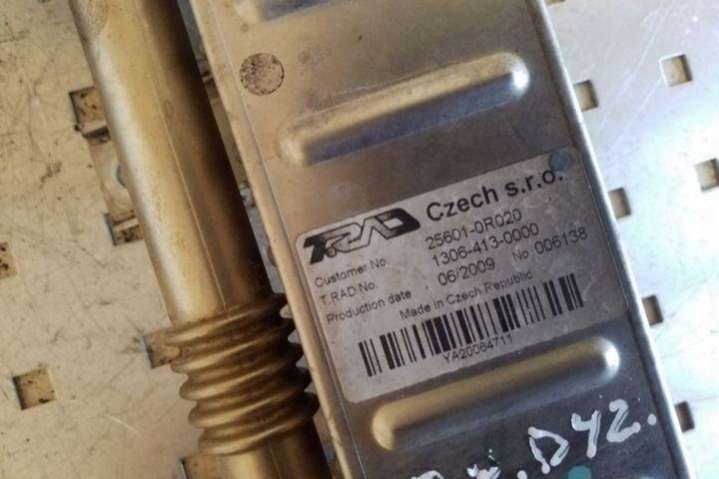 T.RAD Czech s.r.o.
Customer No. 25601-0R020
T.RAD No. 1306-413-0000
Production date 06/2009 No 006138
Made in Czech Republic
YA20064711
D42.